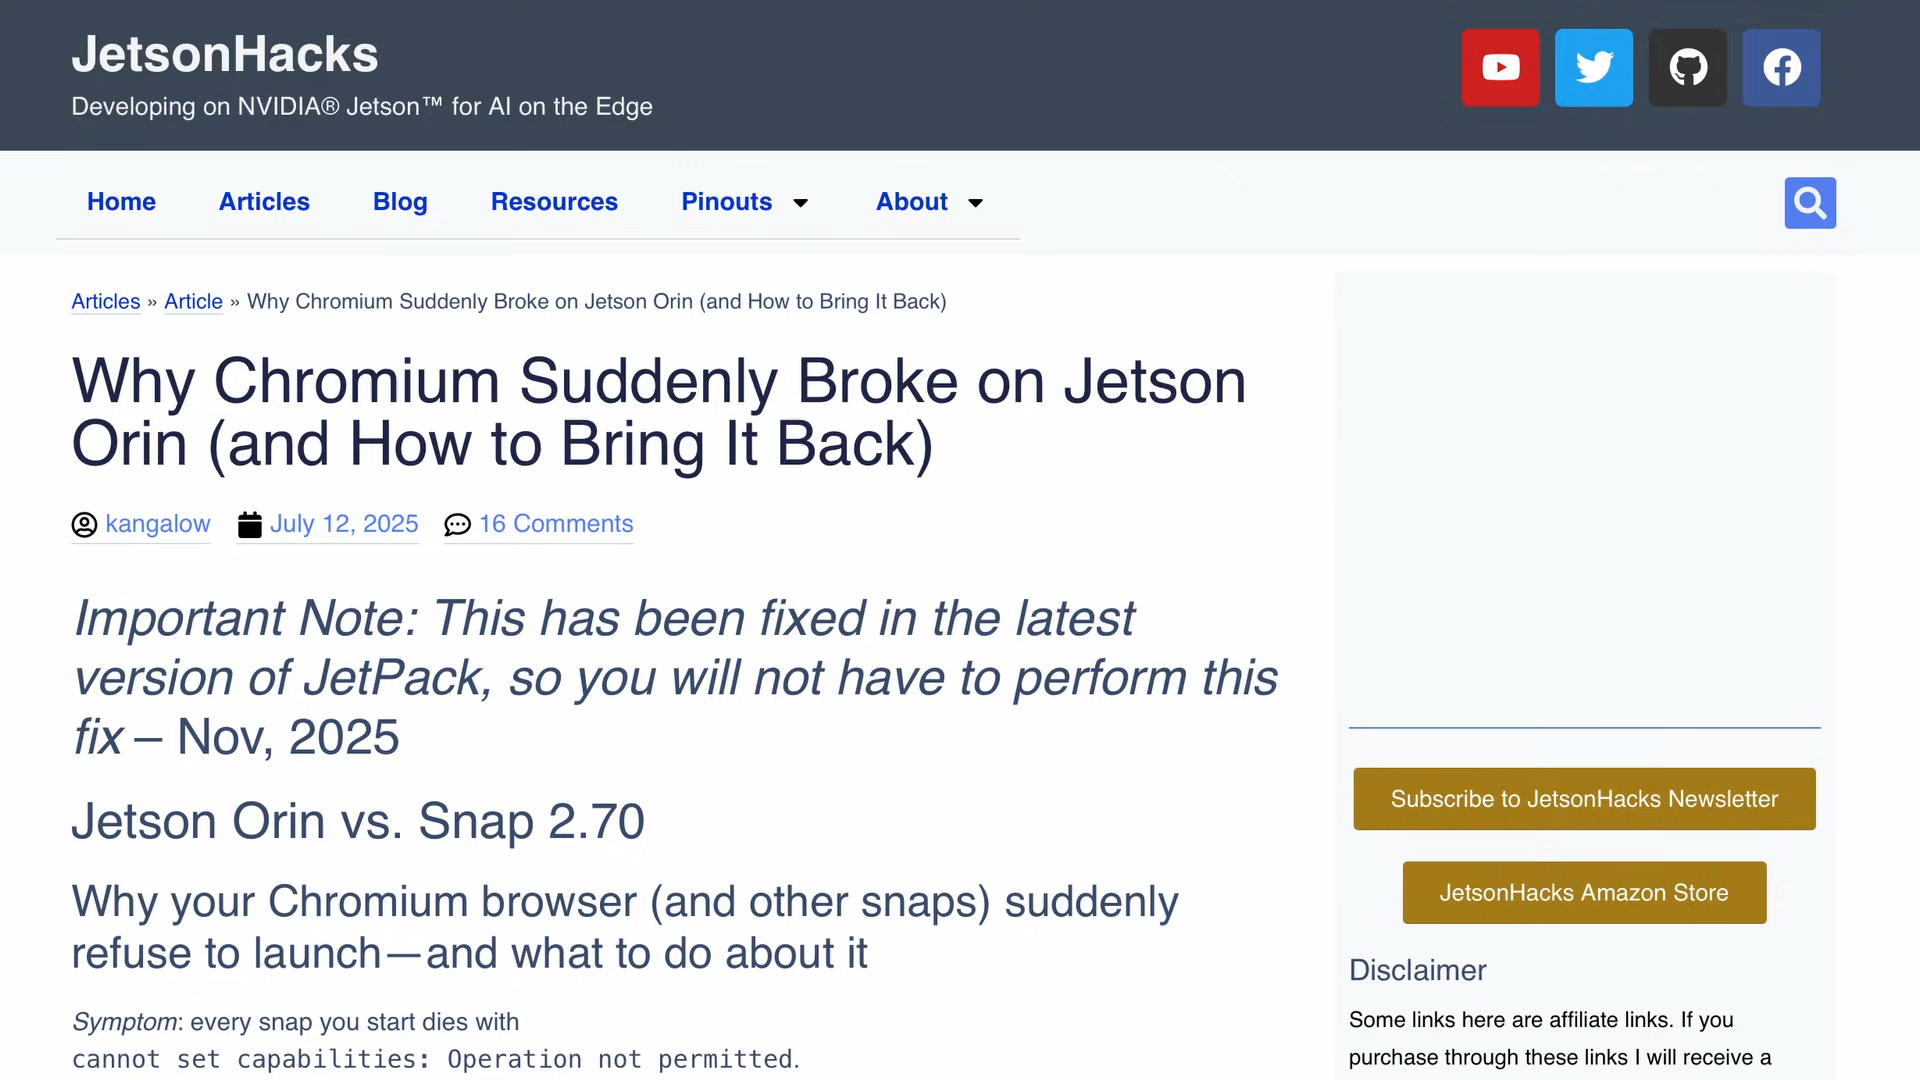 JetsonHacks
Developing on NVIDIA® Jetson™ for AI on the Edge
Home Articles Blog Resources Pinouts About
Articles » Article » Why Chromium Suddenly Broke on Jetson Orin (and How to Bring It Back)
Why Chromium Suddenly Broke on Jetson
Orin (and How to Bring It Back)
kangalow July 12, 2025 16 Comments
Important Note: This has been fixed in the latest
version of JetPack, so you will not have to perform this
fix – Nov, 2025
Jetson Orin vs. Snap 2.70
Why your Chromium browser (and other snaps) suddenly
refuse to launch—and what to do about it
Symptom: every snap you start dies with
cannot set capabilities: Operation not permitted.
Subscribe to JetsonHacks Newsletter
JetsonHacks Amazon Store
Disclaimer
Some links here are affiliate links. If you
purchase through these links I will receive a